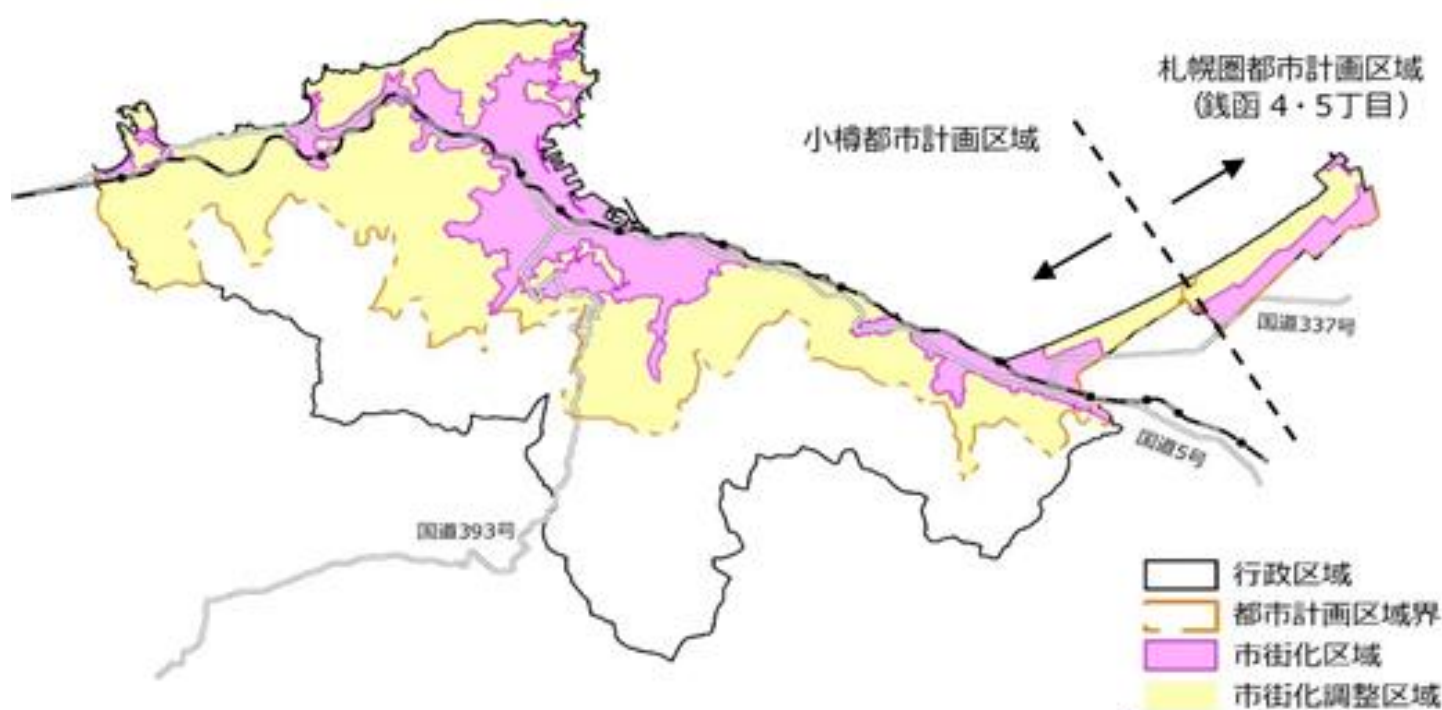 札幌圏都市計画区域
（銭函 4・5丁目）
小樽都市計画区域
国道337号
国道5号
国道393号
行政区域
都市計画区域界
市街化区域
市街化調整区域